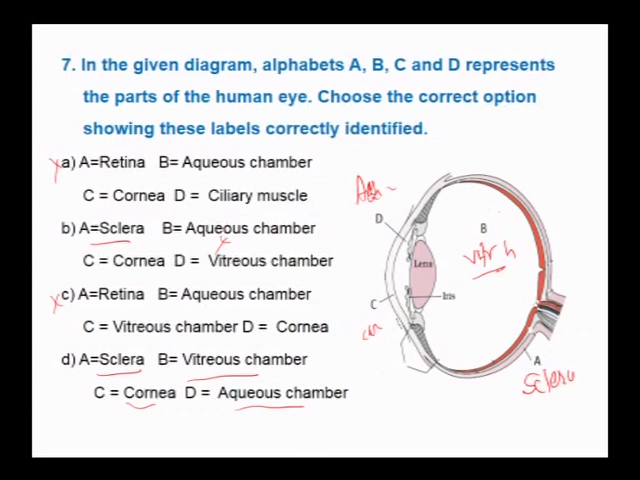 7. In the given diagram, alphabets A, B, C and D represents
the parts of the human eye. Choose the correct option
showing these labels correctly identified.
a) A=Retina B= Aqueous chamber
C = Cornea D = Ciliary muscle
b) A=Sclera B= Aqueous chamber
C = Cornea D = Vitreous chamber
c) A=Retina B= Aqueous chamber
C = Vitreous chamber D = Cornea
d) A=Sclera B= Vitreous chamber
C = Cornea D = Aqueous chamber
D
B
Lens
C
Iris
A
Sclera